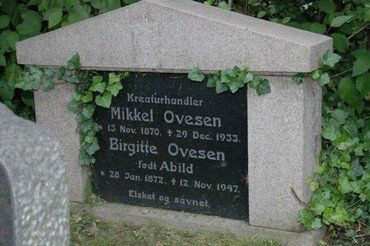 Kreaturhandler
Mikkel Ovesen
* 13 Nov. 1870. † 29 Dec. 1933.
Birgitte Ovesen
født Abild
* 28 Jan. 1872. † 12 Nov. 1947.
Elsket og savnet.